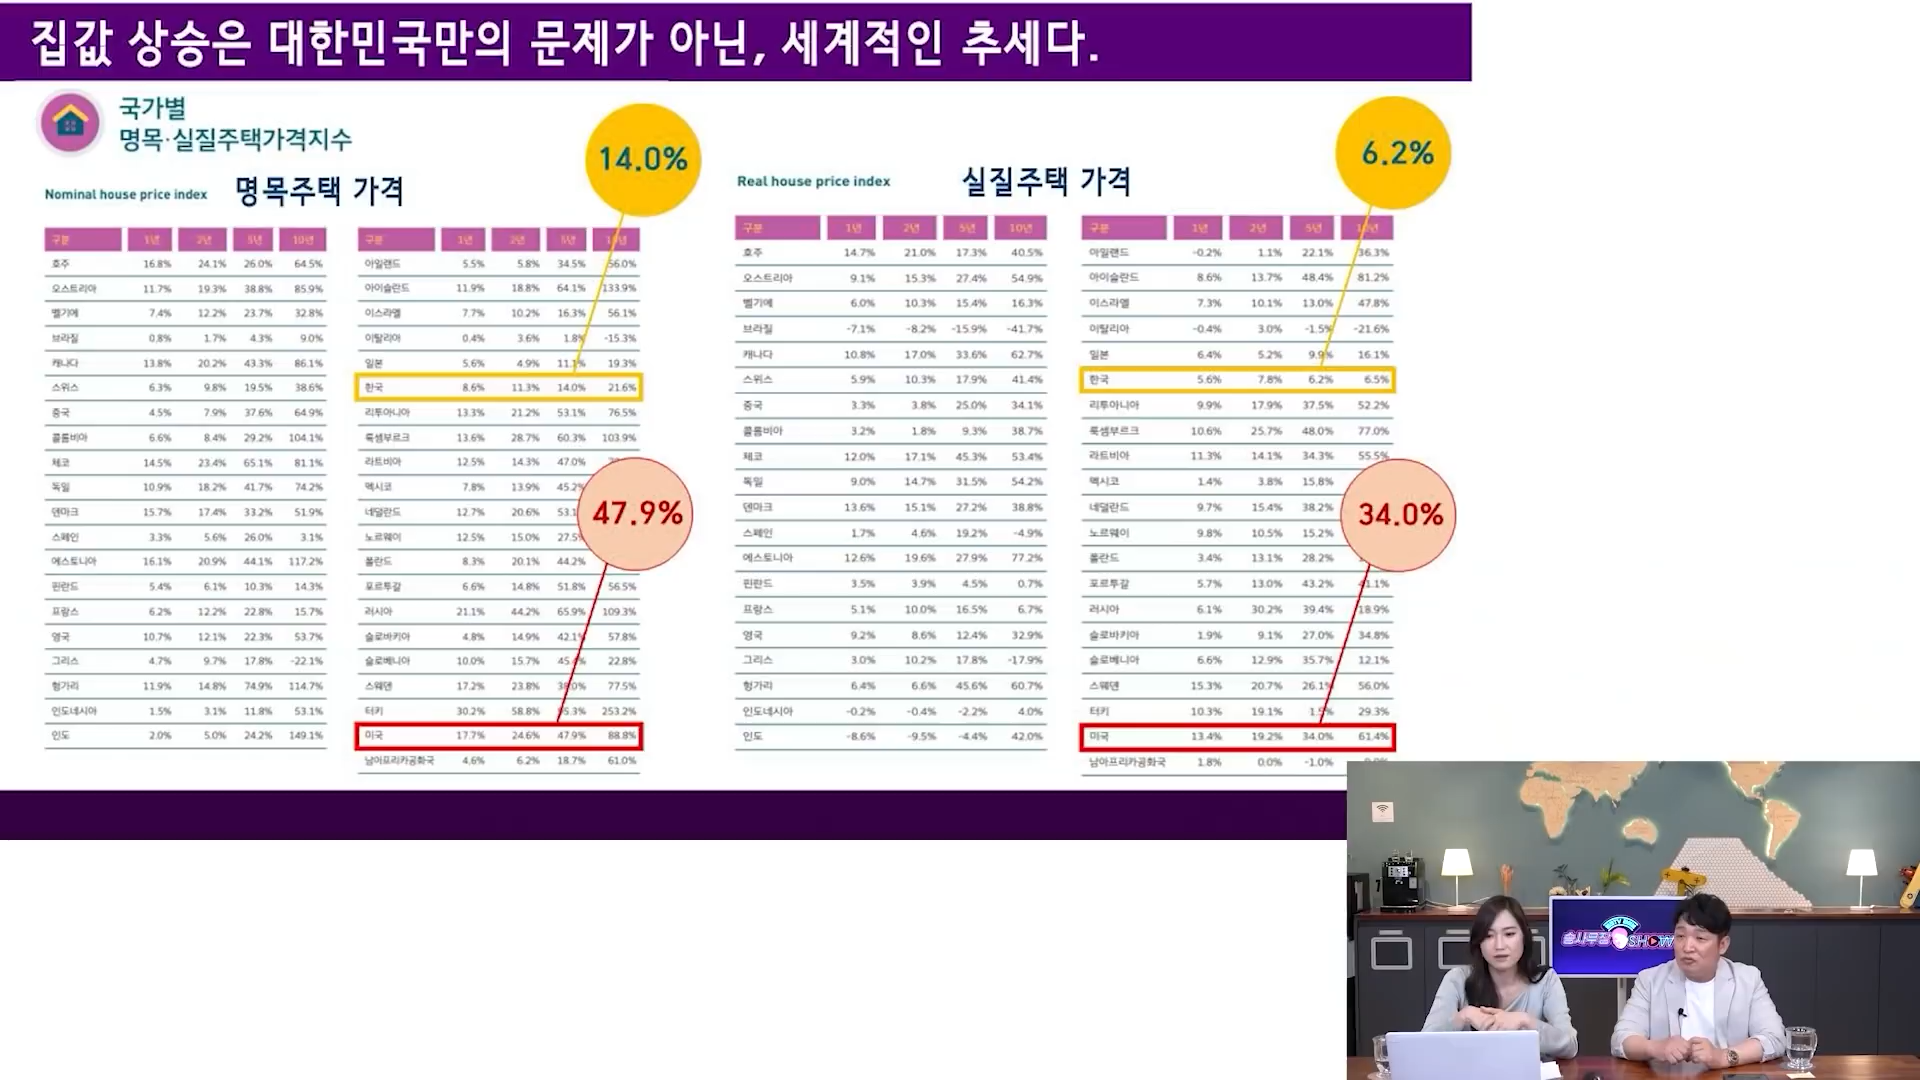 집값 상승은 대한민국만의 문제가 아닌, 세계적인 추세다.
국가별
명목·실질주택가격지수
14.0%
6.2%
Nominal house price index 명목주택 가격
Real house price index 실질주택 가격
구분 1년 2년 5년 10년
호주 16.8% 24.1% 26.0% 64.5%
오스트리아 11.7% 19.3% 38.8% 85.9%
벨기에 7.4% 12.2% 23.7% 32.8%
브라질 0.8% 1.7% 4.3% 9.0%
캐나다 13.8% 20.2% 43.3% 86.1%
스위스 6.3% 9.8% 19.5% 38.6%
중국 4.5% 7.9% 37.6% 64.9%
콜롬비아 6.6% 8.4% 29.2% 104.1%
체코 14.5% 23.4% 65.1% 81.1%
독일 10.9% 18.2% 41.7% 74.2%
덴마크 15.7% 17.4% 33.2% 51.9%
스페인 3.3% 5.6% 26.0% 3.1%
에스토니아 16.1% 20.9% 44.1% 117.2%
핀란드 5.4% 6.1% 10.3% 14.3%
프랑스 6.2% 12.2% 22.8% 15.7%
영국 10.7% 12.1% 22.3% 53.7%
그리스 4.7% 9.7% 17.8% -22.1%
헝가리 11.9% 14.8% 74.9% 114.7%
인도네시아 1.5% 3.1% 11.8% 53.1%
인도 2.0% 5.0% 24.2% 149.1%
구분 1년 2년 5년
아일랜드 5.5% 5.8% 34.5% 56.0%
아이슬란드 11.9% 18.8% 64.1% 133.9%
이스라엘 7.7% 10.2% 16.3% 56.1%
이탈리아 0.4% 3.6% 1.8% -15.3%
일본 5.6% 4.9% 19.3%
한국 8.6% 11.3% 14.0% 21.6%
리투아니아 13.3% 21.2% 53.1% 76.5%
룩셈부르크 13.6% 28.7% 60.3% 103.9%
라트비아 12.5% 14.3% 47.0%
멕시코 7.8% 13.9% 45.2%
네덜란드 12.7% 20.6%
노르웨이 12.5% 15.0%
폴란드 8.3% 20.1% 44.2%
포르투갈 6.6% 14.8% 51.8% 56.5%
러시아 21.1% 44.2% 65.9% 109.3%
슬로바키아 4.8% 14.9% 42.1% 57.8%
슬로베니아 10.0% 15.7% 22.8%
스웨덴 17.2% 23.8% 77.5%
터키 30.2% 58.8% 253.2%
미국 17.7% 24.6% 47.9% 88.8%
남아프리카공화국 4.6% 6.2% 18.7% 61.0%
47.9%
구분 1년 2년 5년 10년
호주 14.7% 21.0% 17.3% 40.5%
오스트리아 9.1% 15.3% 27.4% 54.9%
벨기에 6.0% 10.3% 15.4% 16.3%
브라질 -7.1% -8.2% -15.9% -41.7%
캐나다 10.8% 17.0% 33.6% 62.7%
스위스 5.9% 10.3% 17.9% 41.4%
중국 3.3% 3.8% 25.0% 34.1%
콜롬비아 3.2% 1.8% 9.3% 38.7%
체코 12.0% 17.1% 45.3% 53.4%
독일 9.0% 14.7% 31.5% 54.2%
덴마크 13.6% 15.1% 27.2% 38.8%
스페인 1.7% 4.6% 19.2% -4.9%
에스토니아 12.6% 19.6% 27.9% 77.2%
핀란드 3.5% 3.9% 4.5% 0.7%
프랑스 5.1% 10.0% 16.5% 6.7%
영국 9.2% 8.6% 12.4% 32.9%
그리스 3.0% 10.2% 17.8% -17.9%
헝가리 6.4% 6.6% 45.6% 60.7%
인도네시아 -0.2% -0.4% -2.2% 4.0%
인도 -8.6% -9.5% -4.4% 42.0%
구분 1년 2년 5년
아일랜드 -0.2% 1.1% 22.1% 36.3%
아이슬란드 8.6% 13.7% 48.4% 81.2%
이스라엘 7.3% 10.1% 13.0% 47.8%
이탈리아 -0.4% 3.0% -1.5% -21.6%
일본 6.4% 5.2% 16.1%
한국 5.6% 7.8% 6.2% 6.5%
리투아니아 9.9% 17.9% 37.5% 52.2%
룩셈부르크 10.6% 25.7% 48.0% 77.0%
라트비아 11.3% 14.1% 34.3% 55.5%
멕시코 1.4% 3.8% 15.8%
네덜란드 9.7% 15.4% 38.2%
노르웨이 9.8% 10.5% 15.2%
폴란드 3.4% 13.1% 28.2%
포르투갈 5.7% 13.0% 43.2%
러시아 6.1% 30.2% 39.4% 18.9%
슬로바키아 1.9% 9.1% 27.0% 34.8%
슬로베니아 6.6% 12.9% 35.7% 12.1%
스웨덴 15.3% 20.7% 26.1% 56.0%
터키 10.3% 19.1% 29.3%
미국 13.4% 19.2% 34.0% 61.4%
남아프리카공화국 1.8% 0.0% -1.0%
34.0%
송사무장 SHOW